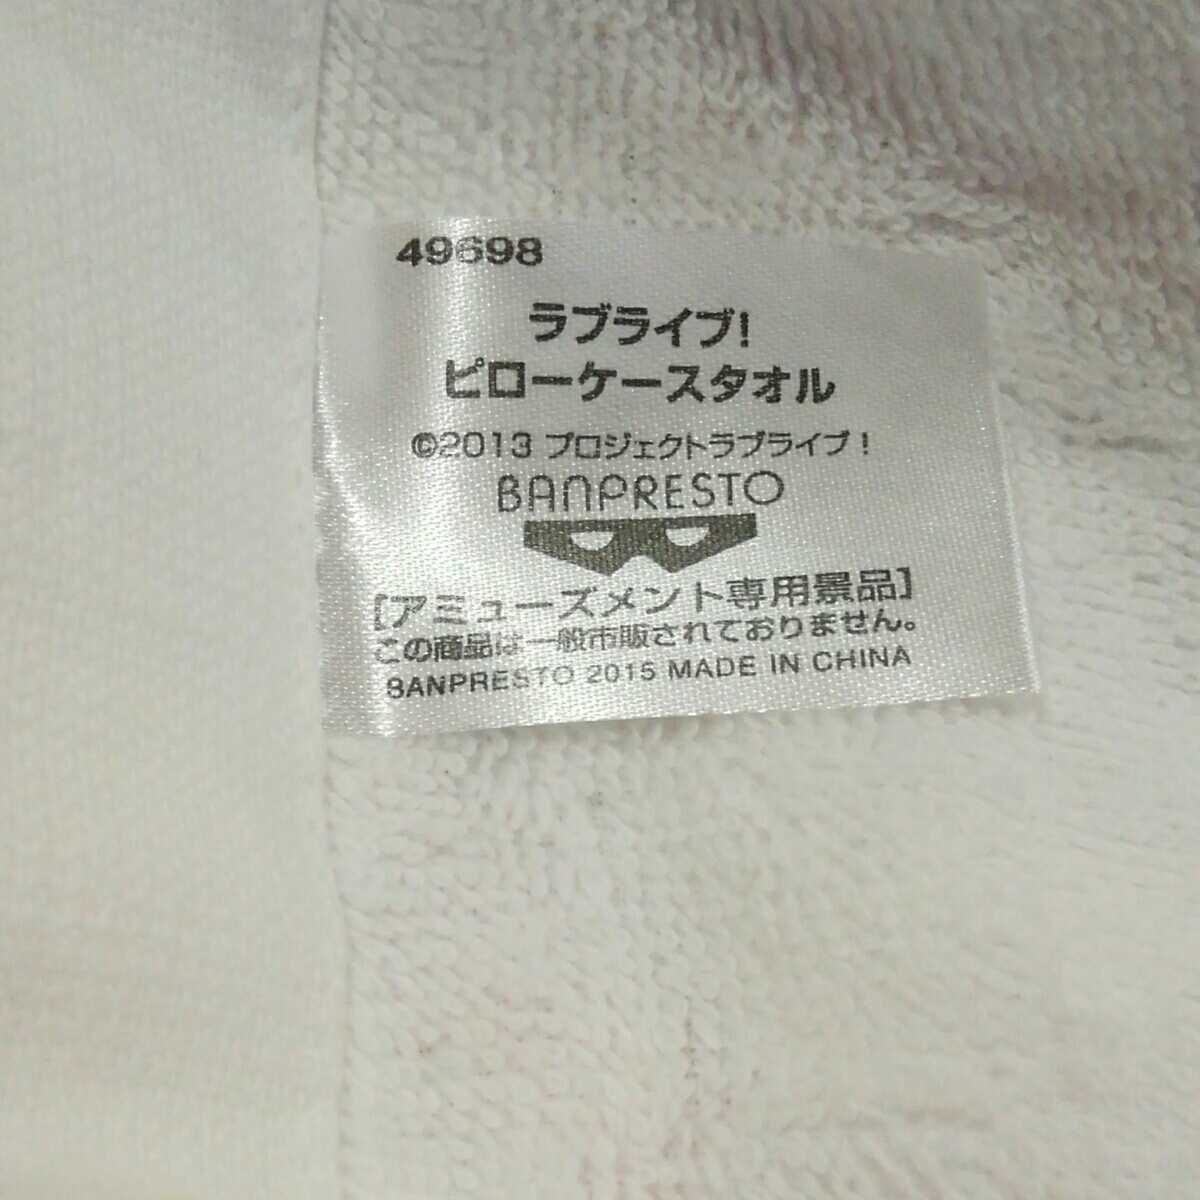 49698
ラブライブ!
ピローケースタオル
©2013 プロジェクトラブライブ!
BANPRESTO
[アミューズメント専用景品]
この商品は一般市販されておりません。
BANPRESTO 2015 MADE IN CHINA